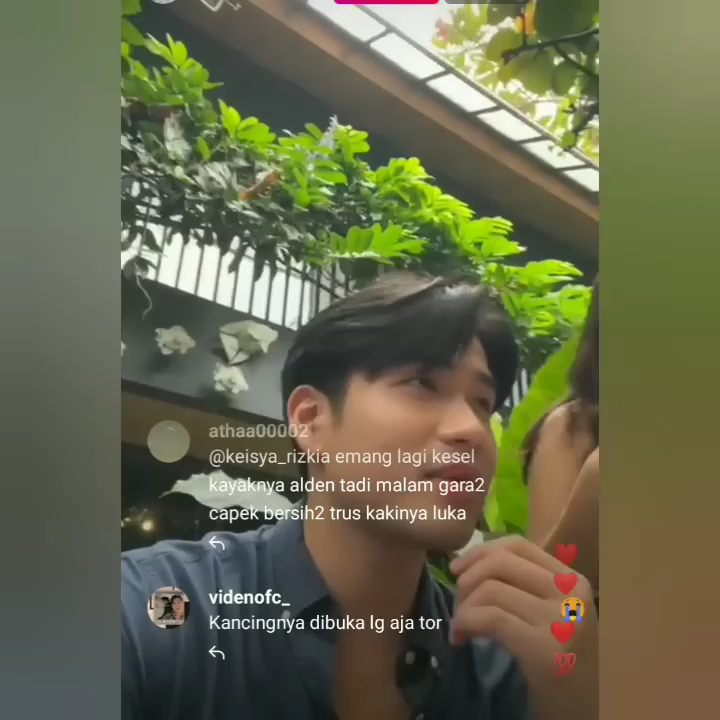 athaa00002
@keisya_rizkia emang lagi kesel
kayaknya alden tadi malam gara2
capek bersih2 trus kakinya luka
videnofc_
Kancingnya dibuka lg aja tor